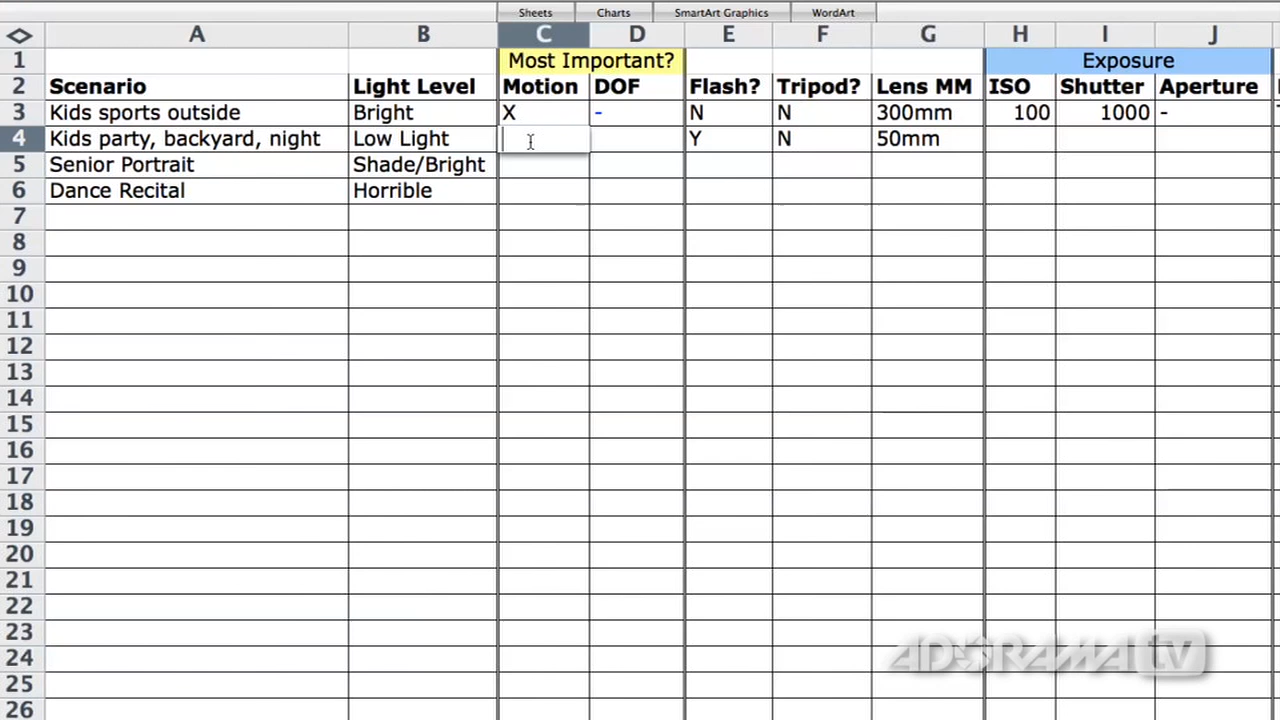 Sheets Charts SmartArt Graphics WordArt
A B C D E F G H I J
1 Most Important? Exposure
2 Scenario Light Level Motion DOF Flash? Tripod? Lens MM ISO Shutter Aperture
3 Kids sports outside Bright X - N N 300mm 100 1000 -
4 Kids party, backyard, night Low Light Y N 50mm
5 Senior Portrait Shade/Bright
6 Dance Recital Horrible
7
8
9
10
11
12
13
14
15
16
17
18
19
20
21
22
23
24
25
26
ADORAMA tv